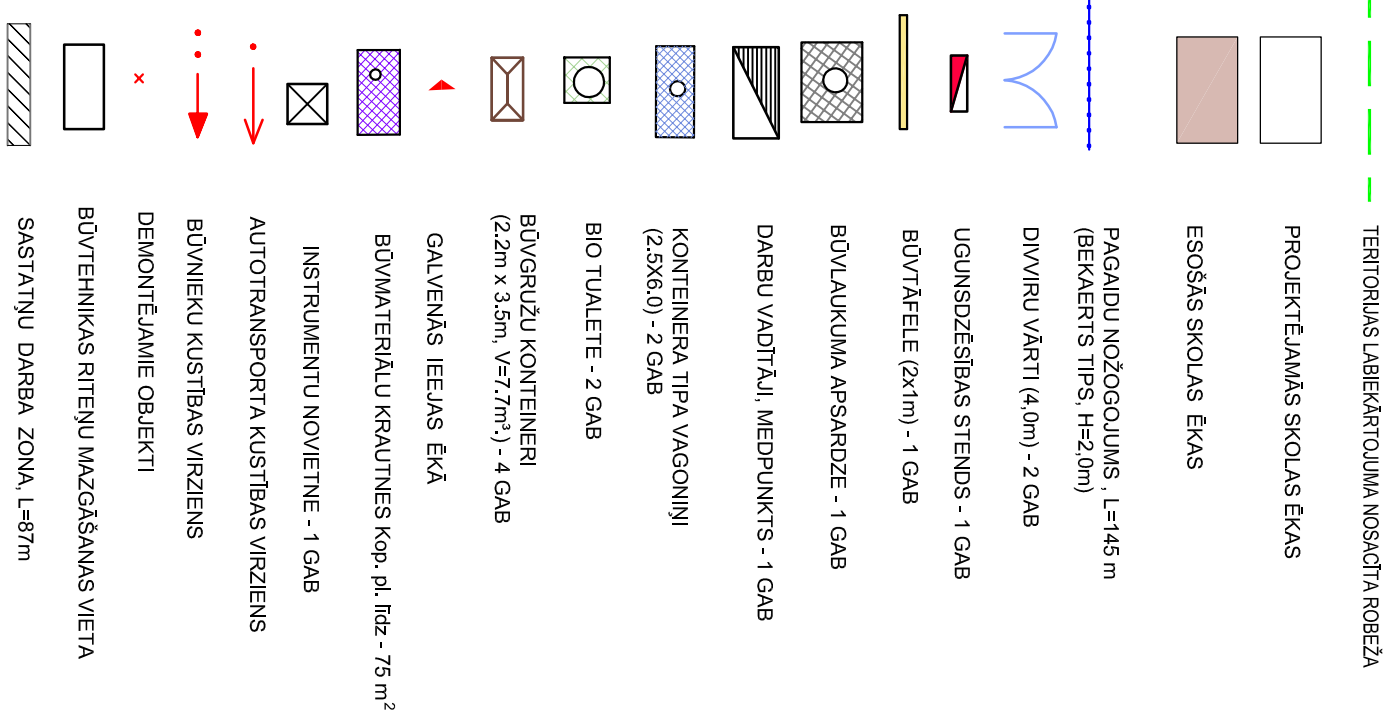 TERITORIJAS LABIEKĀRTOJUMA NOSACĪTA ROBEŽA
PROJEKTĒJAMĀS SKOLAS ĒKAS
ESOŠĀS SKOLAS ĒKAS
PAGAIDU NOŽOGOJUMS , L=145 m
(BEKAERTS TIPS, H=2,0m)
DIVVIRU VĀRTI (4,0m) - 2 GAB
UGUNSDZĒSĪBAS STENDS - 1 GAB
BŪVTĀFELE (2x1m) - 1 GAB
BŪVLAUKUMA APSARDZE - 1 GAB
DARBU VADĪTĀJI, MEDPUNKTS - 1 GAB
KONTEINERA TIPA VAGONIŅI
(2.5X6.0) - 2 GAB
BIO TUALETE - 2 GAB
BŪVGRUŽU KONTEINERI
(2.2m x 3.5m, V=7.7m³.) - 4 GAB
GALVENĀS IEEJAS ĒKĀ
BŪVMATERIĀLU KRAUTNES Kop. pl. līdz - 75 m²
INSTRUMENTU NOVIETNE - 1 GAB
AUTOTRANSPORTA KUSTĪBAS VIRZIENS
BŪVNIEKU KUSTĪBAS VIRZIENS
DEMONTĒJAMIE OBJEKTI
BŪVTEHNIKAS RITEŅU MAZGĀŠANAS VIETA
SASTATŅU DARBA ZONA, L=87m